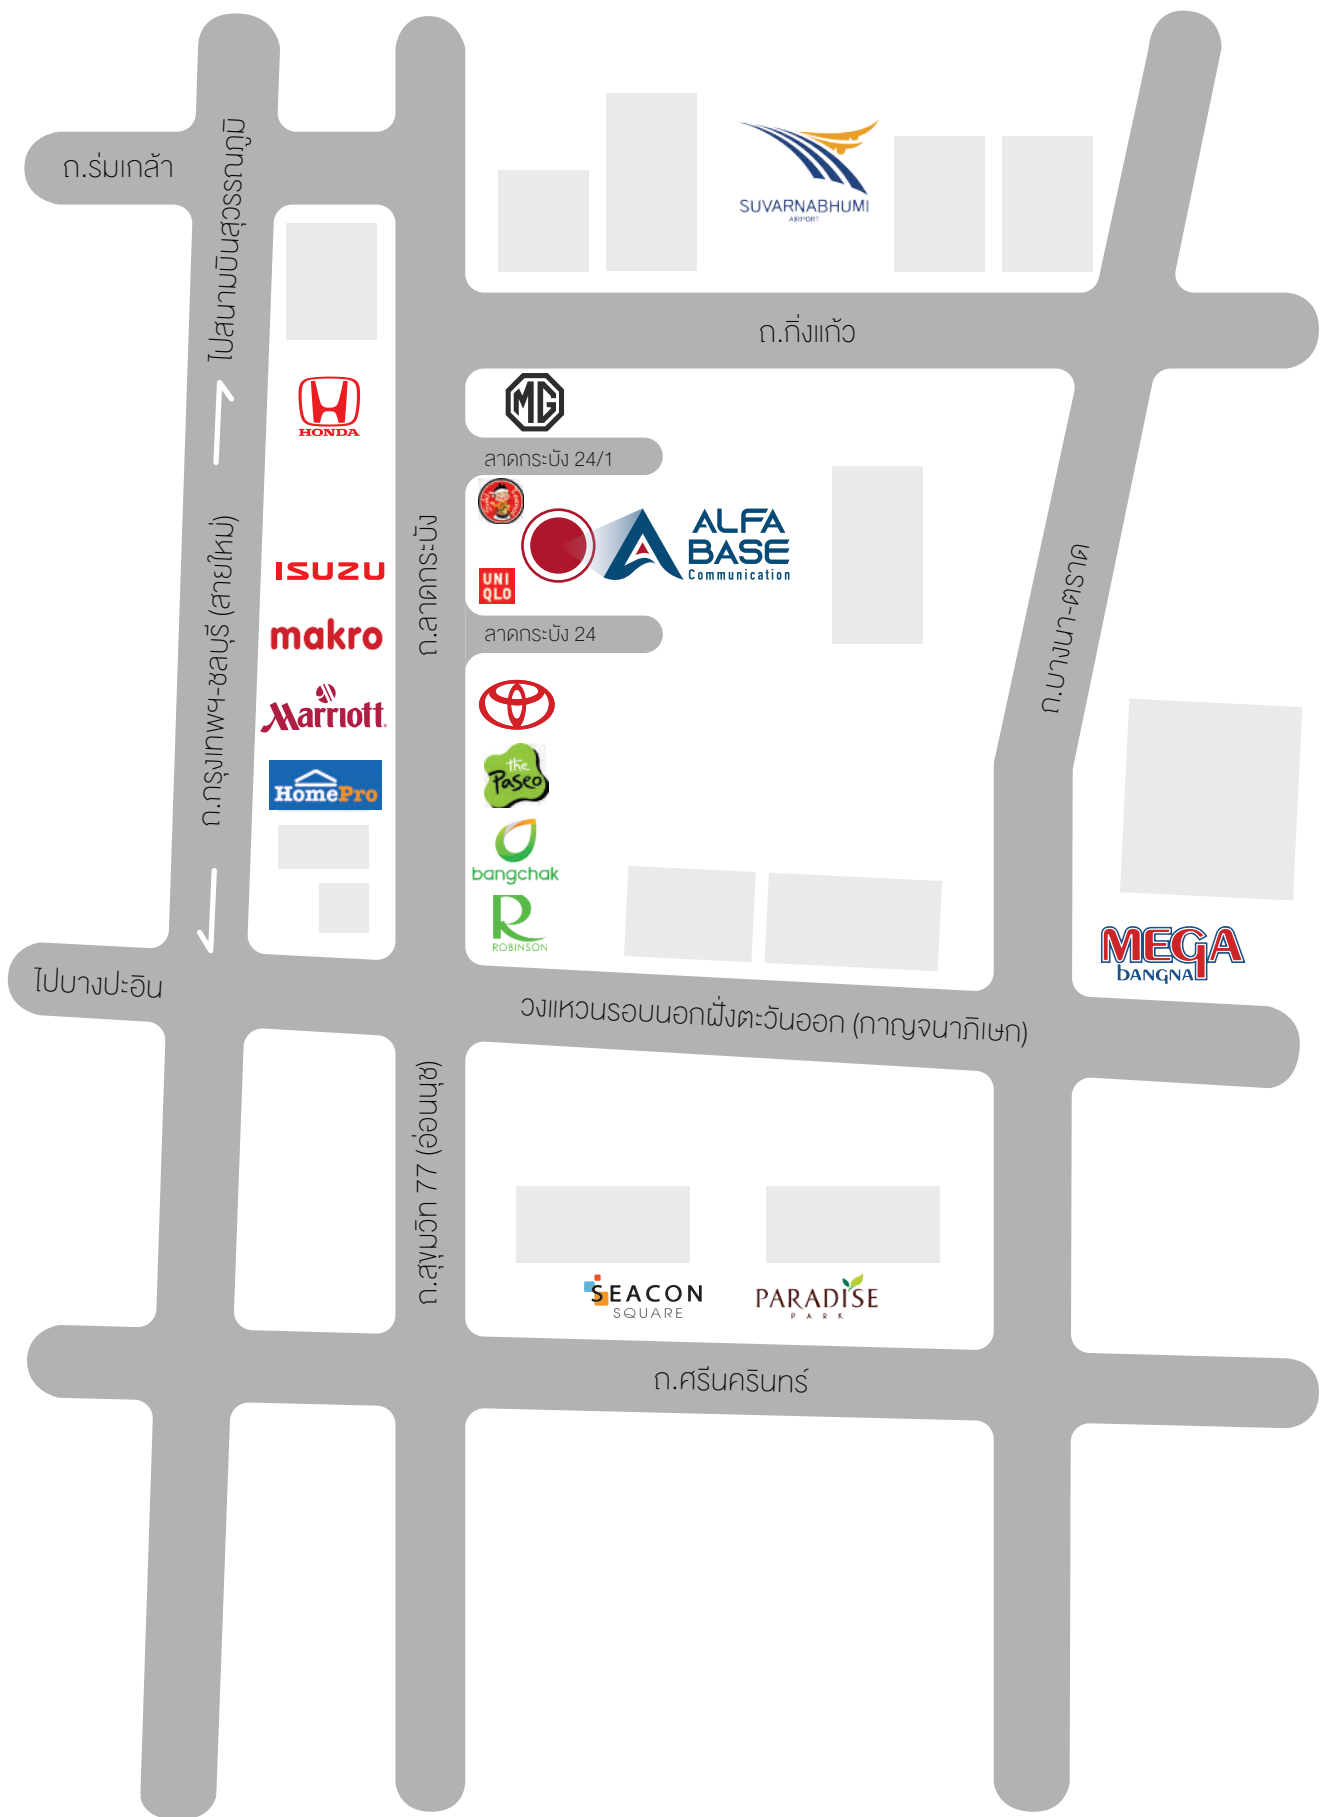 ถ.ร่มเกล้า
ไปสนามบินสุวรรณภูมิ
SUVARNABHUMI
AIRPORT
ถ.กิ่งแก้ว
HONDA
MG
ลาดกระบัง 24/1
ALFA
BASE
Communication
ISUZU
UNI
QLO
makro
ลาดกระบัง 24
ถ.ลาดกระบัง
ถ.กรุงเทพฯ-ชลบุรี (สายใหม่)
ถ.บางนา-ตราด
Marriott
the
Paseo
HomePro
bangchak
R
ROBINSON
MEGA
bANGNA
ไปบางปะอิน
วงแหวนรอบนอกฝั่งตะวันออก (กาญจนาภิเษก)
ถ.สุขุมวิท 77 (อ่อนนุช)
SEACON
SQUARE
PARADISE
PARK
ถ.ศรีนครินทร์